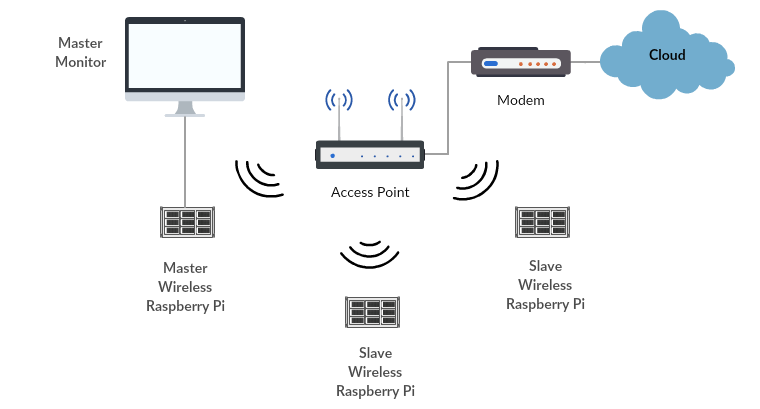 Master
Monitor
Cloud
Modem
Access Point
Master
Wireless
Raspberry Pi
Slave
Wireless
Raspberry Pi
Slave
Wireless
Raspberry Pi